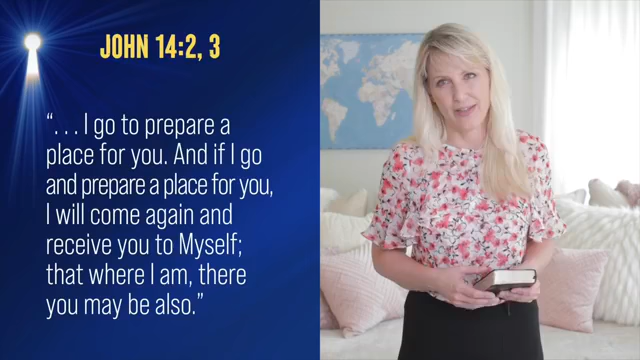 JOHN 14:2, 3
“. . . I go to prepare a
place for you. And if I go
and prepare a place for you,
I will come again and
receive you to Myself;
that where I am, there
you may be also.”